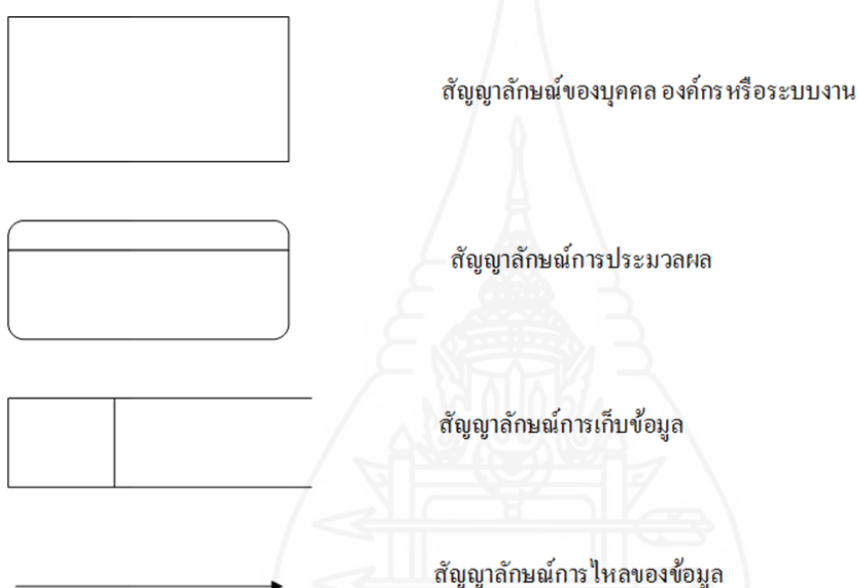 สัญญาลักษณ์ของบุคคล องค์กรหรือระบบงาน
สัญญาลักษณ์การประมวลผล
สัญญาลักษณ์การเก็บข้อมูล
สัญญาลักษณ์การไหลของข้อมูล